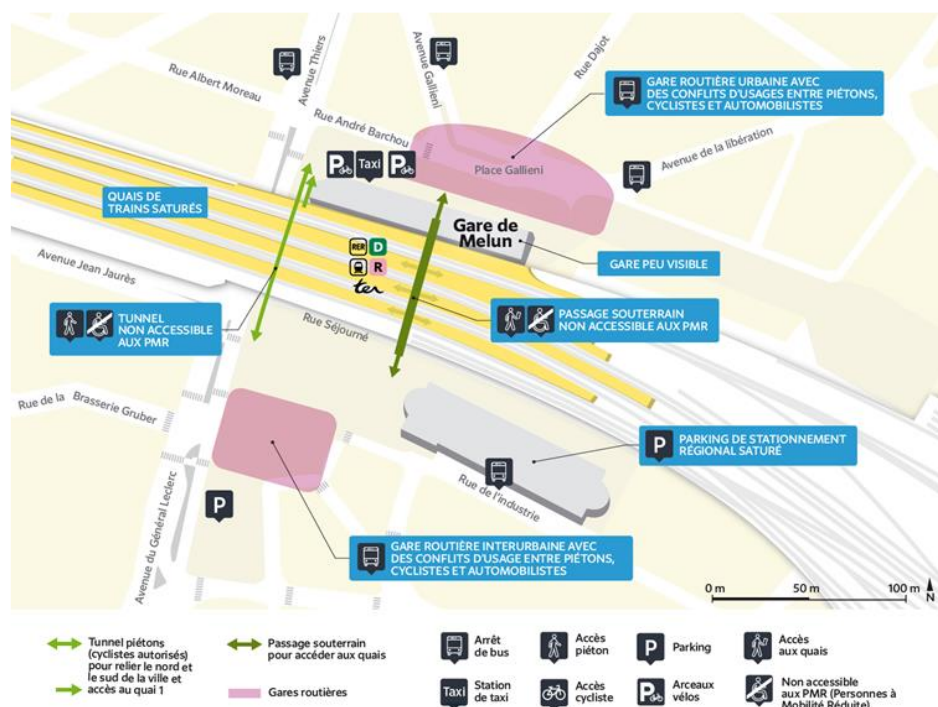 Rue Albert Moreau
Avenue Thiers
Avenue Gallieni
Rue Dajot
GARE ROUTIÈRE URBAINE AVEC
DES CONFLITS D'USAGES ENTRE PIÉTONS,
CYCLISTES ET AUTOMOBILISTES
Rue André Barchou
Avenue de la libération
P
Taxi
P
Place Gallieni
QUAIS DE
TRAINS SATURÉS
Gare de
Melun
RER D
R
ter
GARE PEU VISIBLE
Avenue Jean Jaurès
TUNNEL
NON ACCESSIBLE
AUX PMR
Rue Séjourné
PASSAGE SOUTERRAIN
NON ACCESSIBLE AUX PMR
Rue de la Brasserie Gruber
P
PARKING DE STATIONNEMENT
RÉGIONAL SATURÉ
Rue de l'industrie
P
Avenue du Général Leclerc
GARE ROUTIÈRE INTERURBAINE AVEC
DES CONFLITS D'USAGE ENTRE PIÉTONS,
CYCLISTES ET AUTOMOBILISTES
0 m 50 m 100 m
N
Tunnel piétons
(cyclistes autorisés)
pour relier le nord et
le sud de la ville et
accès au quai 1
Passage souterrain
pour accéder aux quais
Gares routières
Arrêt
de bus
Taxi
Station
de taxi
Accès
piéton
Accès
cycliste
P
Parking
P
Arceaux
vélos
Accès
aux quais
Non accessible
aux PMR (Personnes à
Mobilité Réduite)